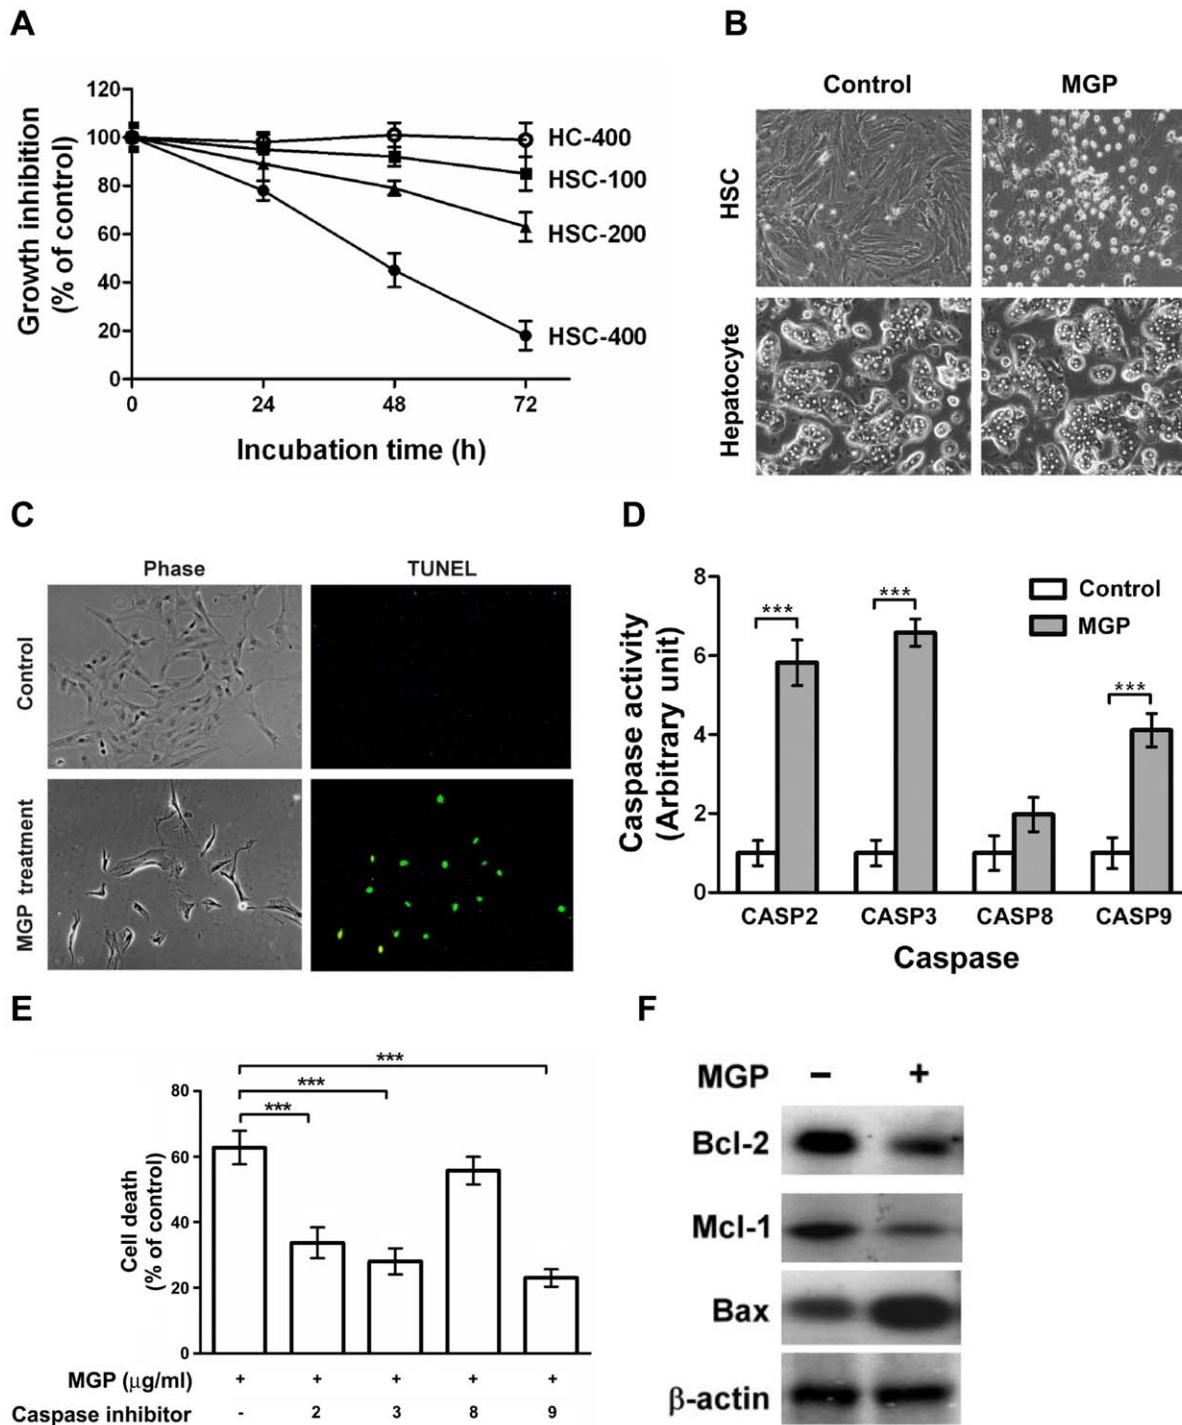 A
Growth inhibition
(% of control)
120
100
80
60
40
20
0
0 24 48 72
Incubation time (h)
HC-400
HSC-100
HSC-200
HSC-400
B
Control MGP
HSC
Hepatocyte
C
Phase TUNEL
Control
MGP treatment
D
Caspase activity
(Arbitrary unit)
8
6
4
2
0
Control
MGP
***
***
***
CASP2 CASP3 CASP8 CASP9
Caspase
E
Cell death
(% of control)
80
60
40
20
0
***
***
***
MGP (μg/ml) + + + + +
Caspase inhibitor - 2 3 8 9
F
MGP − +
Bcl-2
Mcl-1
Bax
β-actin